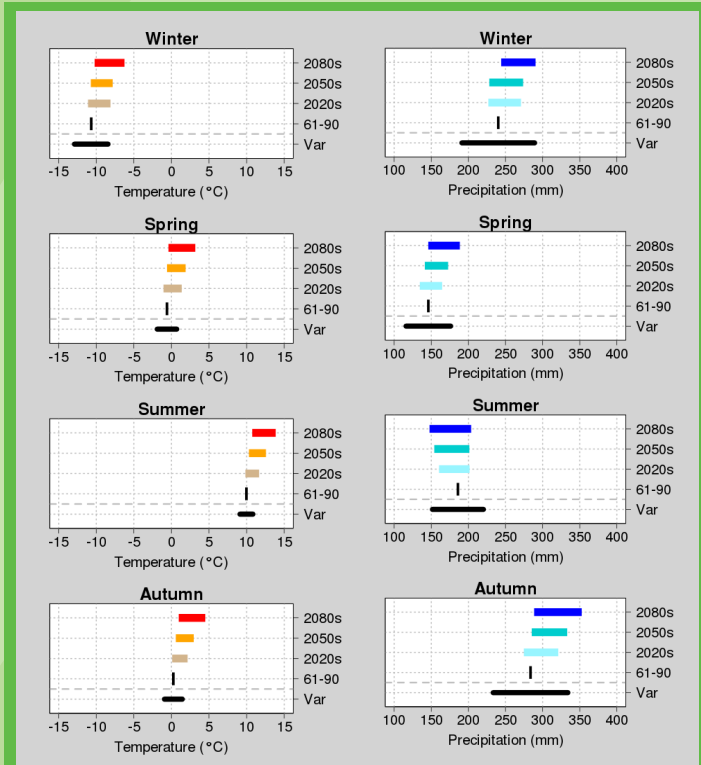 Winter
2080s
2050s
2020s
61-90
Var
-15 -10 -5 0 5 10 15
Temperature (°C)
Winter
2080s
2050s
2020s
61-90
Var
100 150 200 250 300 350 400
Precipitation (mm)
Spring
2080s
2050s
2020s
61-90
Var
-15 -10 -5 0 5 10 15
Temperature (°C)
Spring
2080s
2050s
2020s
61-90
Var
100 150 200 250 300 350 400
Precipitation (mm)
Summer
2080s
2050s
2020s
61-90
Var
-15 -10 -5 0 5 10 15
Temperature (°C)
Summer
2080s
2050s
2020s
61-90
Var
100 150 200 250 300 350 400
Precipitation (mm)
Autumn
2080s
2050s
2020s
61-90
Var
-15 -10 -5 0 5 10 15
Temperature (°C)
Autumn
2080s
2050s
2020s
61-90
Var
100 150 200 250 300 350 400
Precipitation (mm)